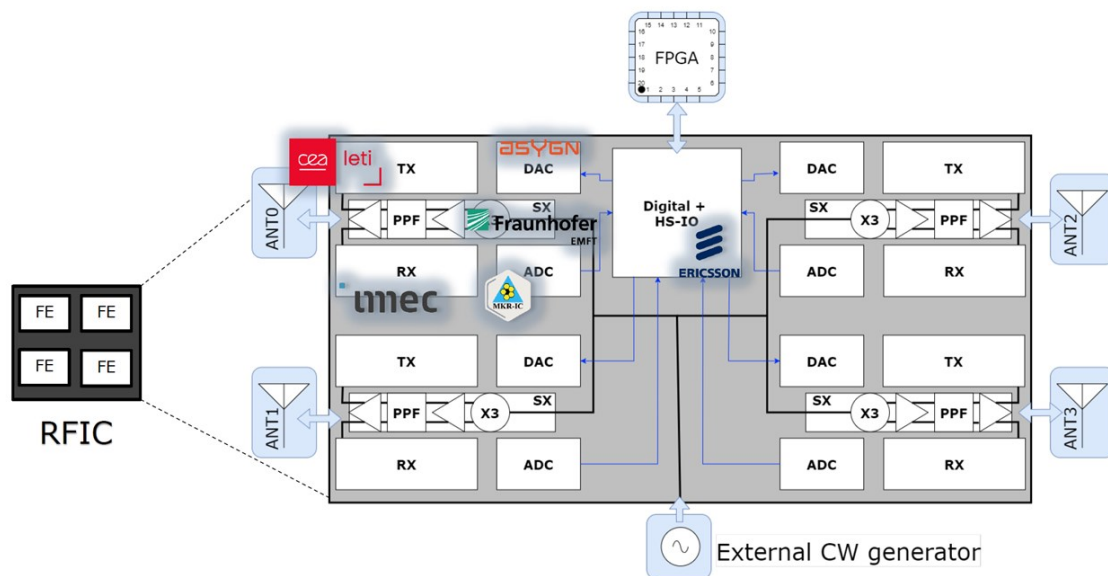 15 14 13 12 11
16 10
17 9
18 8
19 7
20 6
1 2 3 4 5
FPGA
cea leti
TX
ASYGN
DAC
Digital +
HS-IO
DAC
TX
ANT0
PPF
X3
SX
Fraunhofer
EMFT
ERICSSON
SX
X3
PPF
ANT2
RX
imec
ADC
MKR-IC
ADC
RX
FE FE
FE FE
RFIC
TX
DAC
DAC
TX
ANT1
PPF
X3
SX
SX
X3
PPF
ANT3
RX
ADC
ADC
RX
External CW generator